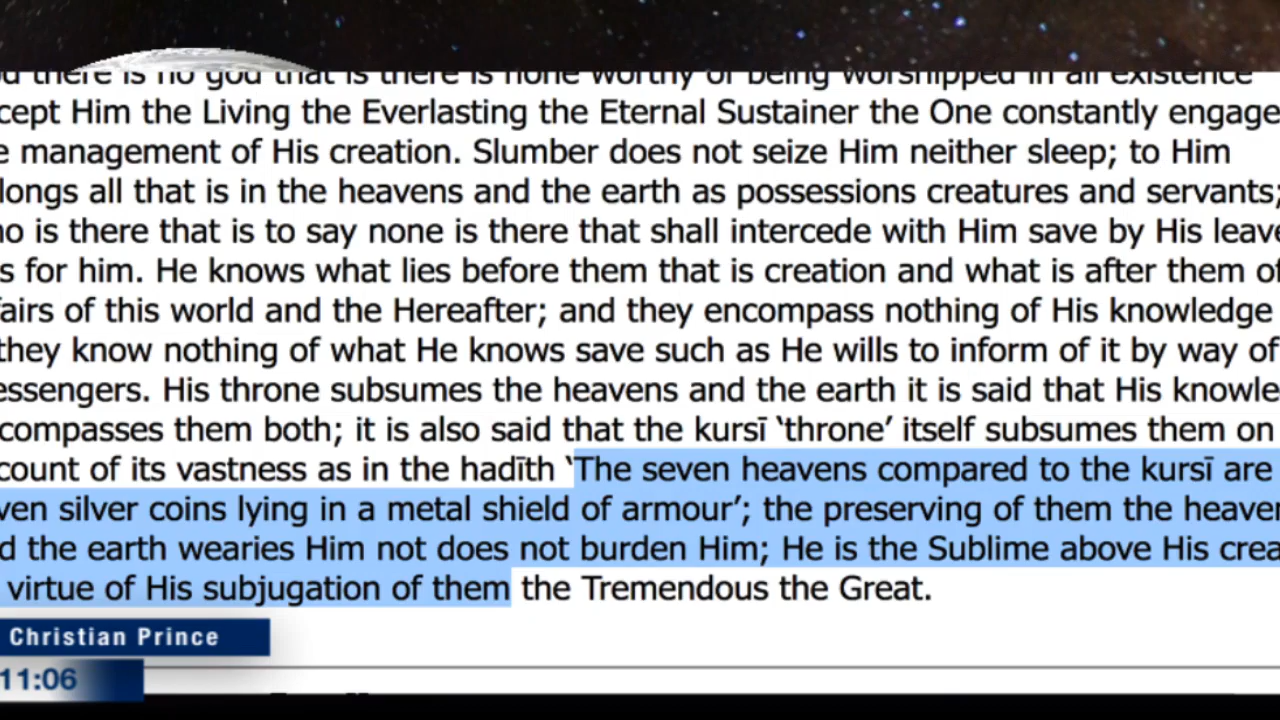 there is no god that is there is none worthy of being worshipped in all existence
cept Him the Living the Everlasting the Eternal Sustainer the One constantly engage
e management of His creation. Slumber does not seize Him neither sleep; to Him
longs all that is in the heavens and the earth as possessions creatures and servants;
o is there that is to say none is there that shall intercede with Him save by His leave
s for him. He knows what lies before them that is creation and what is after them of
fairs of this world and the Hereafter; and they encompass nothing of His knowledge
they know nothing of what He knows save such as He wills to inform of it by way of
essengers. His throne subsumes the heavens and the earth it is said that His knowle
compasses them both; it is also said that the kursī ‘throne’ itself subsumes them on
count of its vastness as in the hadīth ‘The seven heavens compared to the kursī are
ven silver coins lying in a metal shield of armour’; the preserving of them the heaven
d the earth wearies Him not does not burden Him; He is the Sublime above His crea
virtue of His subjugation of them the Tremendous the Great.
Christian Prince
11:06